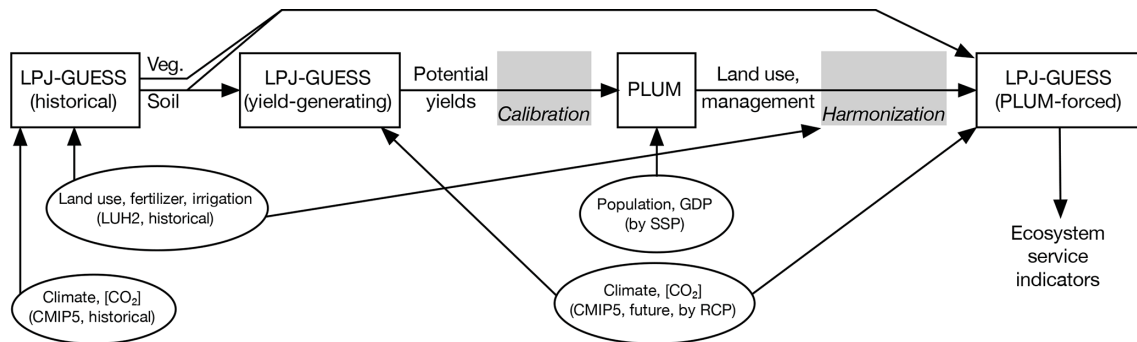 LPJ-GUESS
(historical)
Veg.
Soil
LPJ-GUESS
(yield-generating)
Potential
yields
Calibration
PLUM
Land use,
management
Harmonization
LPJ-GUESS
(PLUM-forced)
Land use, fertilizer, irrigation
(LUH2, historical)
Population, GDP
(by SSP)
Ecosystem
service
indicators
Climate, [CO₂]
(CMIP5, historical)
Climate, [CO₂]
(CMIP5, future, by RCP)